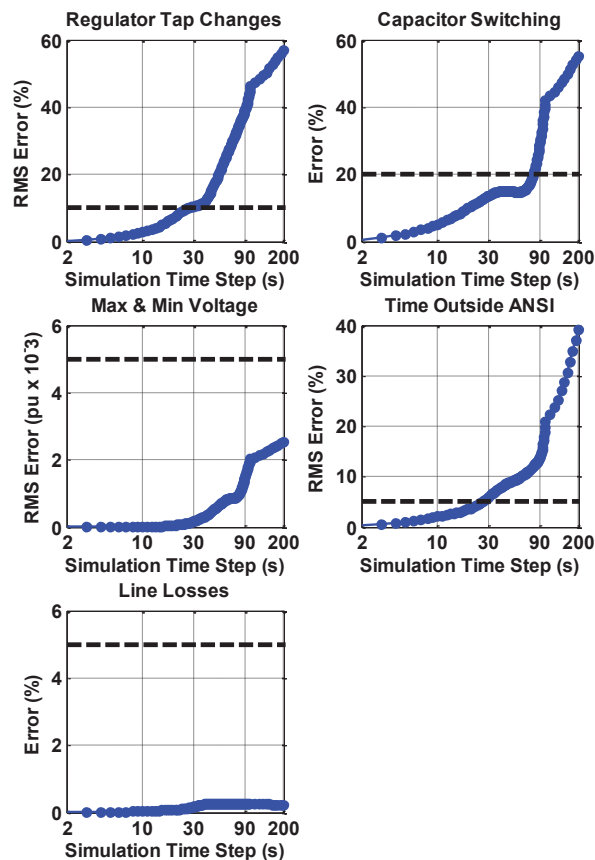 Regulator Tap Changes
RMS Error (%)
60
40
20
10
0
2 10 30 90 200
Simulation Time Step (s)
Capacitor Switching
Error (%)
60
40
20
0
2 10 30 90 200
Simulation Time Step (s)
Max & Min Voltage
RMS Error (pu x 10⁻³)
6
4
2
0
2 10 30 90 200
Simulation Time Step (s)
Time Outside ANSI
RMS Error (%)
40
30
20
10
5
0
2 10 30 90 200
Simulation Time Step (s)
Line Losses
Error (%)
6
4
2
0
2 10 30 90 200
Simulation Time Step (s)